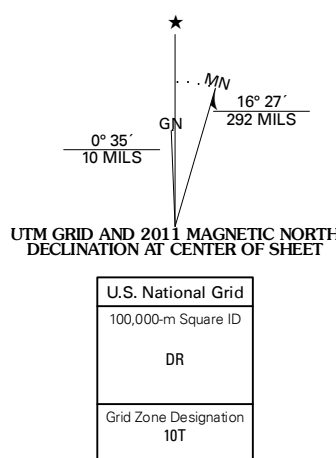 ★
MN
16° 27´
292 MILS
GN
0° 35´
10 MILS
UTM GRID AND 2011 MAGNETIC NORTH
DECLINATION AT CENTER OF SHEET
U.S. National Grid
100,000-m Square ID
DR
Grid Zone Designation
10T